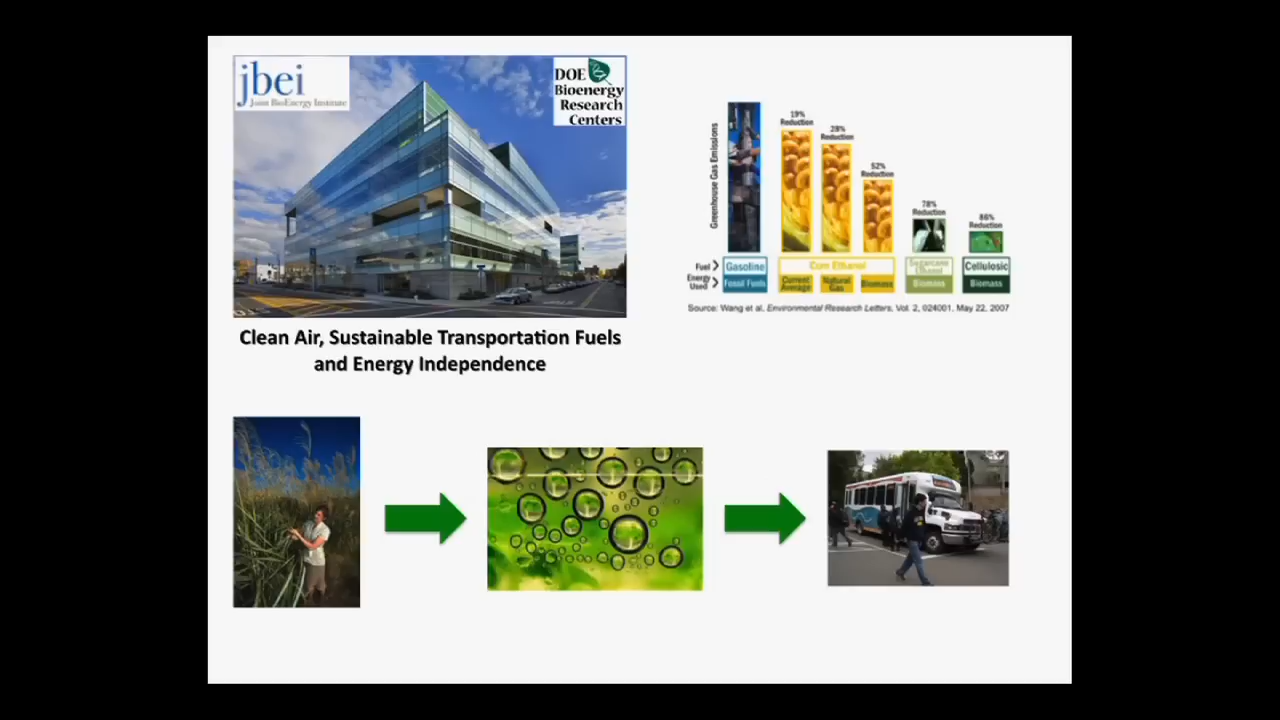 jbei
Joint BioEnergy Institute
DOE
Bioenergy
Research
Centers
Clean Air, Sustainable Transportation Fuels
and Energy Independence
Greenhouse Gas Emissions
19%
Reduction
28%
Reduction
52%
Reduction
78%
Reduction
86%
Reduction
Fuel
Gasoline
Corn Ethanol
Sugarcane
Ethanol
Cellulosic
Energy
Used
Fossil Fuels
Current
Average
Natural
Gas
Biomass
Biomass
Biomass
Source: Wang et al, Environmental Research Letters, Vol. 2, 024001, May 22, 2007